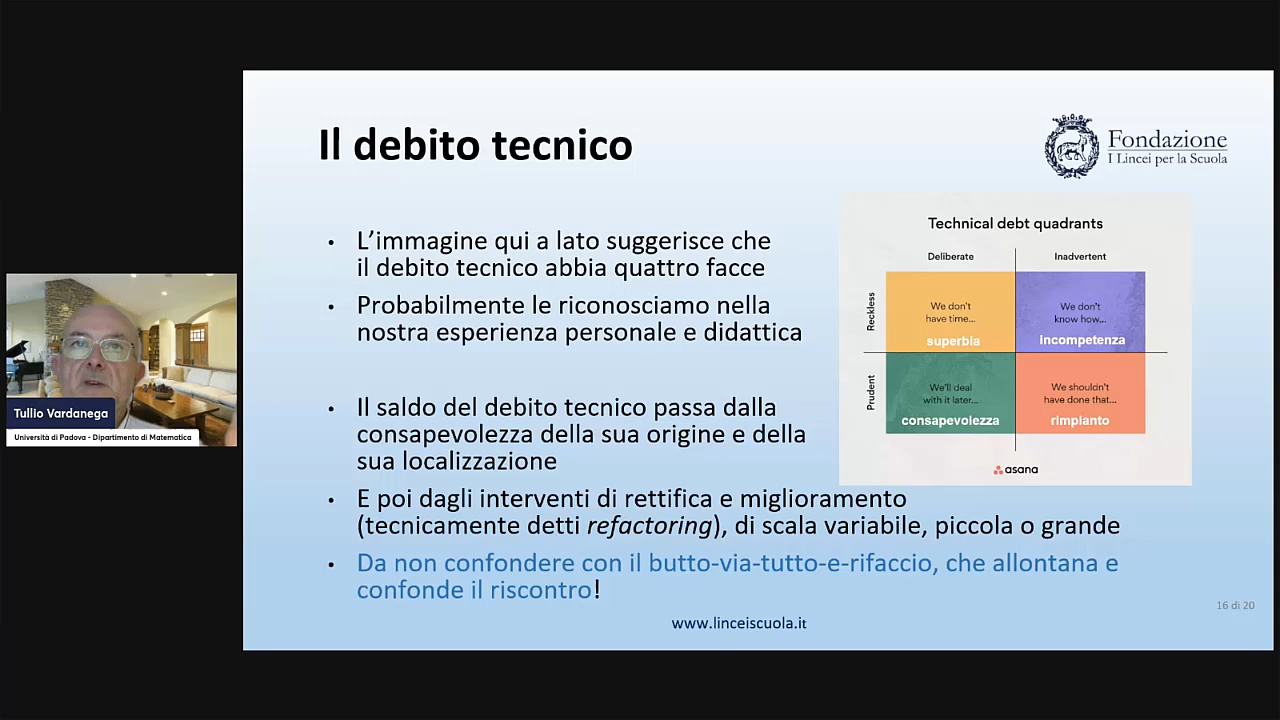 Il debito tecnico
Fondazione
I Lincei per la Scuola
• L’immagine qui a lato suggerisce che
il debito tecnico abbia quattro facce
• Probabilmente le riconosciamo nella
nostra esperienza personale e didattica
• Il saldo del debito tecnico passa dalla
consapevolezza della sua origine e della
sua localizzazione
• E poi dagli interventi di rettifica e miglioramento
(tecnicamente detti refactoring), di scala variabile, piccola o grande
• Da non confondere con il butto-via-tutto-e-rifaccio, che allontana e
confonde il riscontro!
Technical debt quadrants
Deliberate
Inadvertent
Reckless
We don't
have time...
superbia
We don't
know how...
incompetenza
Prudent
We'll deal
with it later...
consapevolezza
We shouldn't
have done that...
rimpianto
asana
Tullio Vardanega
Università di Padova - Dipartimento di Matematica
16 di 20
www.linceiscuola.it